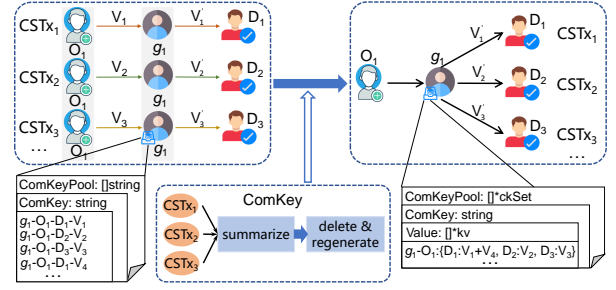 CSTx₁ O₁ V₁ g₁ V₁' D₁
CSTx₂ O₁ V₂ g₁ V₂' D₂
CSTx₃ O₁ V₃ g₁ V₃' D₃
...
O₁ g₁
V₁' D₁ CSTx₁
V₂' D₂ CSTx₂
V₃' D₃ CSTx₃
...
ComKeyPool: []string
ComKey: string
g₁-O₁-D₁-V₁
g₁-O₁-D₂-V₂
g₁-O₁-D₃-V₃
g₁-O₁-D₁-V₄
...
ComKey
CSTx₁
CSTx₂
CSTx₃
summarize
delete &
regenerate
ComKeyPool: []*ckSet
ComKey: string
Value: []*kv
g₁-O₁:{D₁:V₁+V₄, D₂:V₂, D₃:V₃}
...